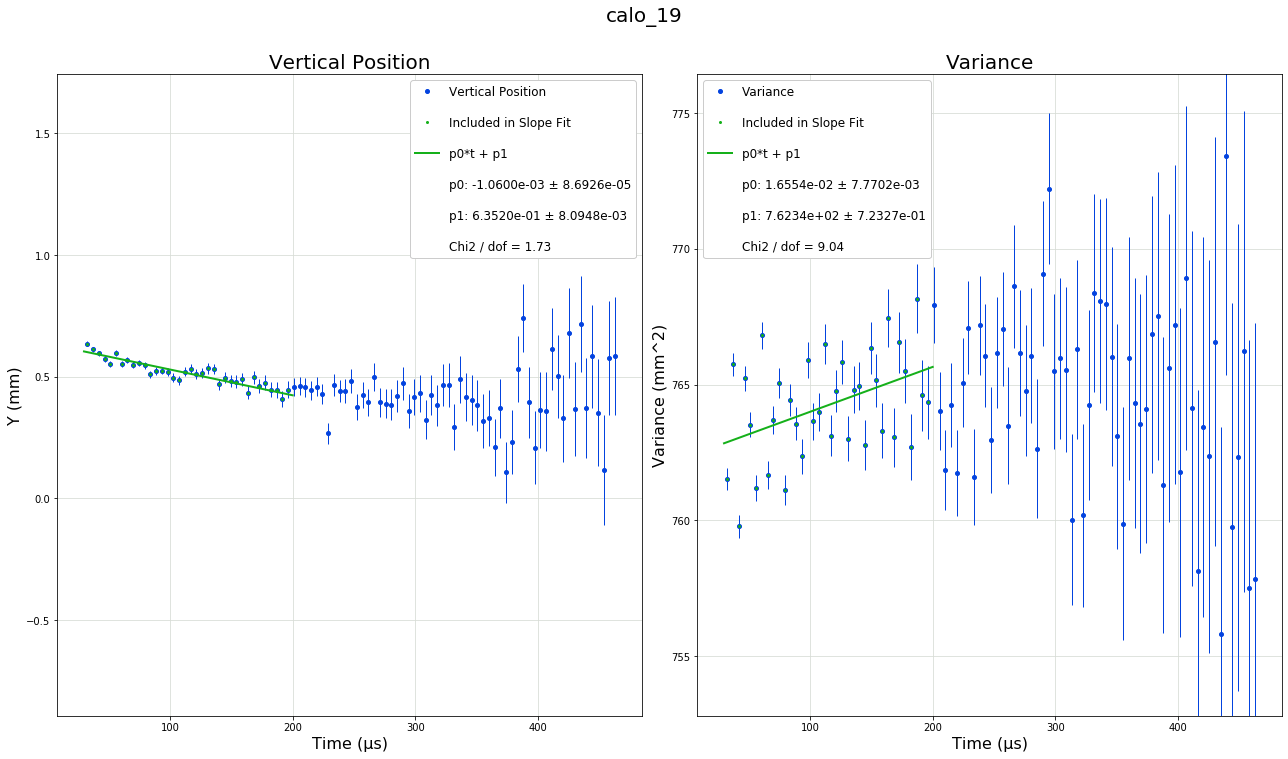 calo_19
Vertical Position
Y (mm)
1.5
1.0
0.5
0.0
−0.5
100
200
300
400
Time (µs)
Vertical Position
Included in Slope Fit
p0*t + p1
p0: -1.0600e-03 ± 8.6926e-05
p1: 6.3520e-01 ± 8.0948e-03
Chi2 / dof = 1.73
Variance
Variance (mm^2)
775
770
765
760
755
100
200
300
400
Time (µs)
Variance
Included in Slope Fit
p0*t + p1
p0: 1.6554e-02 ± 7.7702e-03
p1: 7.6234e+02 ± 7.2327e-01
Chi2 / dof = 9.04